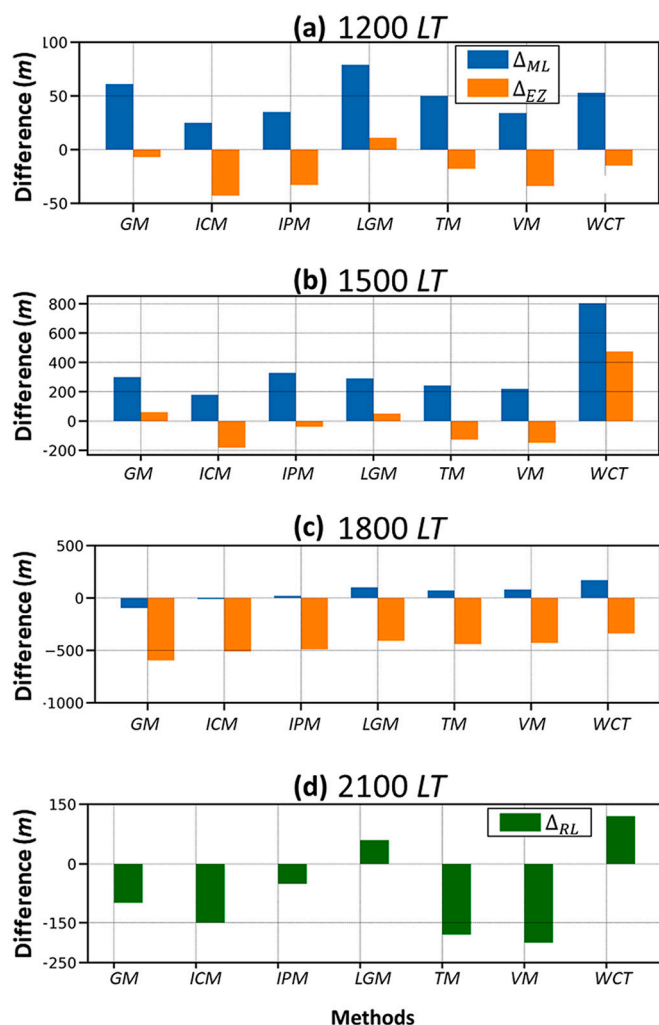 (a) 1200 LT
Difference (m)
100
50
0
-50
Δ_ML
Δ_EZ
GM ICM IPM LGM TM VM WCT
(b) 1500 LT
Difference (m)
800
600
400
200
0
-200
GM ICM IPM LGM TM VM WCT
(c) 1800 LT
Difference (m)
500
0
-500
-1000
GM ICM IPM LGM TM VM WCT
(d) 2100 LT
Difference (m)
150
0
-150
-250
Δ_RL
GM ICM IPM LGM TM VM WCT
Methods